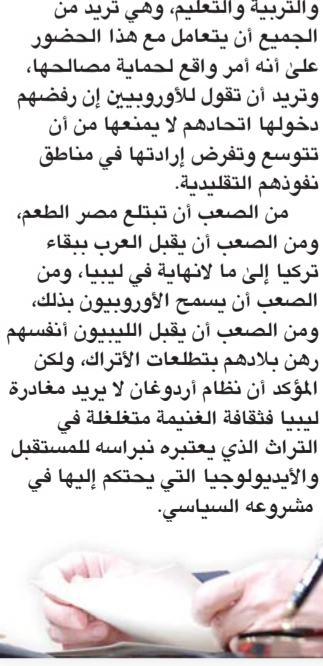 والتربية والتعليم، وهي تريد من
الجميع أن يتعامل مع هذا الحضور
على أنه أمر واقع لحماية مصالحها،
وتريد أن تقول للأوروبيين إن رفضهم
دخولها اتحادهم لا يمنعها من أن
تتوسع وتفرض إرادتها في مناطق
نفوذهم التقليدية.
من الصعب أن تبتلع مصر الطعم،
ومن الصعب أن يقبل العرب ببقاء
تركيا إلى ما لانهاية في ليبيا، ومن
الصعب أن يسمح الأوروبيون بذلك،
ومن الصعب أن يقبل الليبيون أنفسهم
رهن بلادهم بتطلعات الأتراك، ولكن
المؤكد أن نظام أردوغان لا يريد مغادرة
ليبيا فثقافة الغنيمة متغلغلة في
التراث الذي يعتبره نبراسه للمستقبل
والأيديولوجيا التي يحتكم إليها في
مشروعه السياسي.